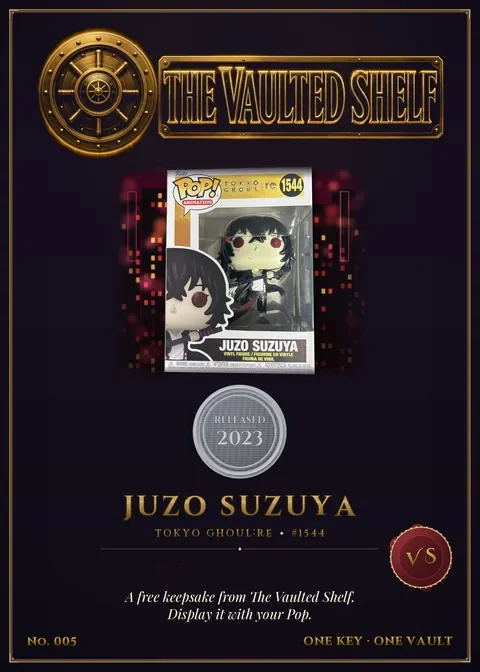 THE VAULTED SHELF
POP!
ANIMATION
TOKYO
GHOUL:re
1544
JUZO SUZUYA
VINYL FIGURE / FIGURINE EN VINYLE
FIGURA DE VINIL
RELEASED
2023
JUZO SUZUYA
TOKYO GHOUL:RE • #1544
VS
A free keepsake from The Vaulted Shelf.
Display it with your Pop.
No. 005
ONE KEY · ONE VAULT